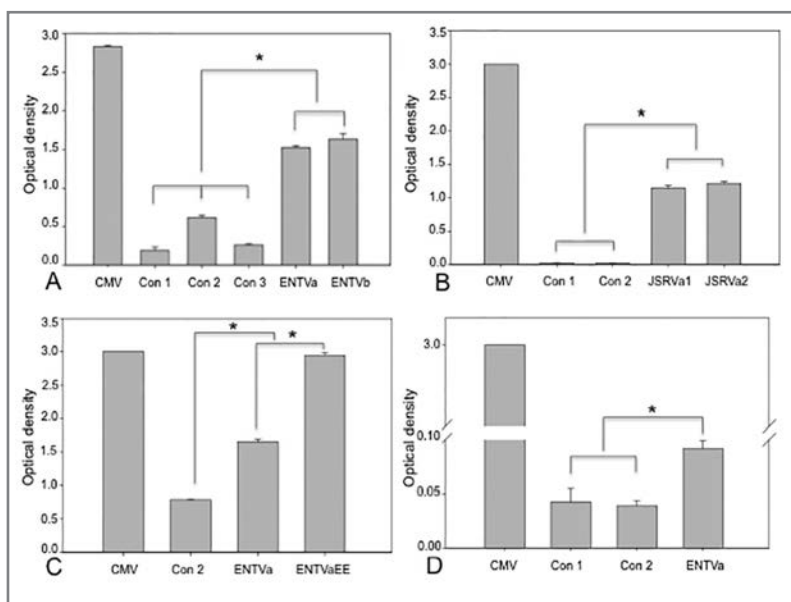 3.0
2.5
2.0
1.5
1.0
0.5
0.0
Optical density
*
A
CMV Con 1 Con 2 Con 3 ENTVa ENTVb
3.5
3.0
2.5
2.0
1.5
1.0
0.5
0.0
Optical density
*
B
CMV Con 1 Con 2 JSRVa1 JSRVa2
3.5
3.0
2.5
2.0
1.5
1.0
0.5
0.0
Optical density
* *
C
CMV Con 2 ENTVa ENTVaEE
3.0
0.10
0.05
0.00
Optical density
*
D
CMV Con 1 Con 2 ENTVa